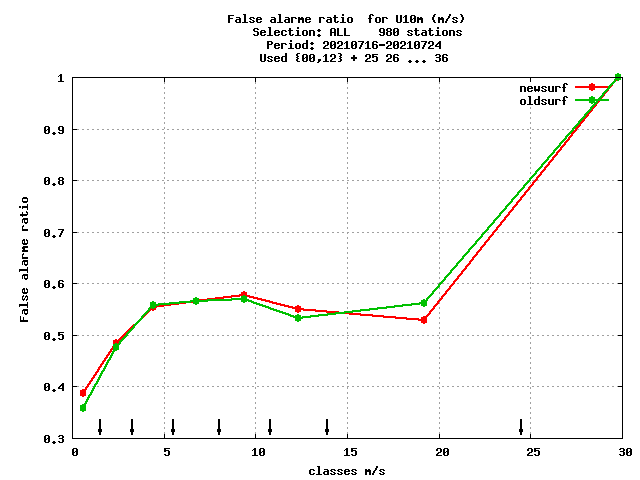 False alarme ratio  for U10m (m/s)
Selection: ALL    980 stations
Period: 20210716-20210724
Used {00,12} + 25 26 ... 36
newsurf
oldsurf
1
0.9
0.8
0.7
0.6
0.5
0.4
0.3
False alarme ratio
0 5 10 15 20 25 30
classes m/s